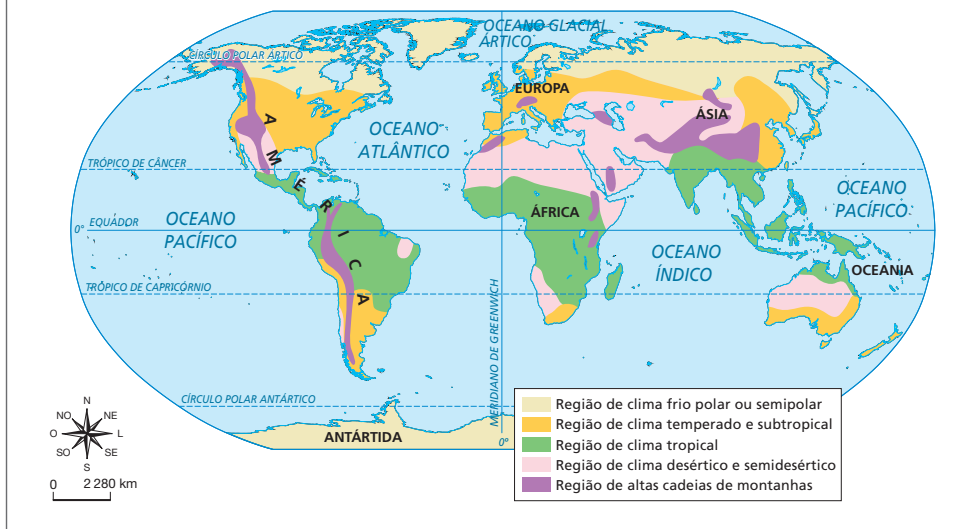 OCEANO GLACIAL
ÁRTICO
CÍRCULO POLAR ÁRTICO
EUROPA
ÁSIA
OCEANO
ATLÂNTICO
AMÉRICA
TRÓPICO DE CÂNCER
OCEANO
PACÍFICO
ÁFRICA
EQUADOR
0°
OCEANO
PACÍFICO
OCEANO
ÍNDICO
OCEANIA
TRÓPICO DE CAPRICÓRNIO
MERIDIANO DE GREENWICH
CÍRCULO POLAR ANTÁRTICO
ANTÁRTIDA
0°
N
NO NE
O L
SO SE
S
0 2 280 km
Região de clima frio polar ou semipolar
Região de clima temperado e subtropical
Região de clima tropical
Região de clima desértico e semidesértico
Região de altas cadeias de montanhas